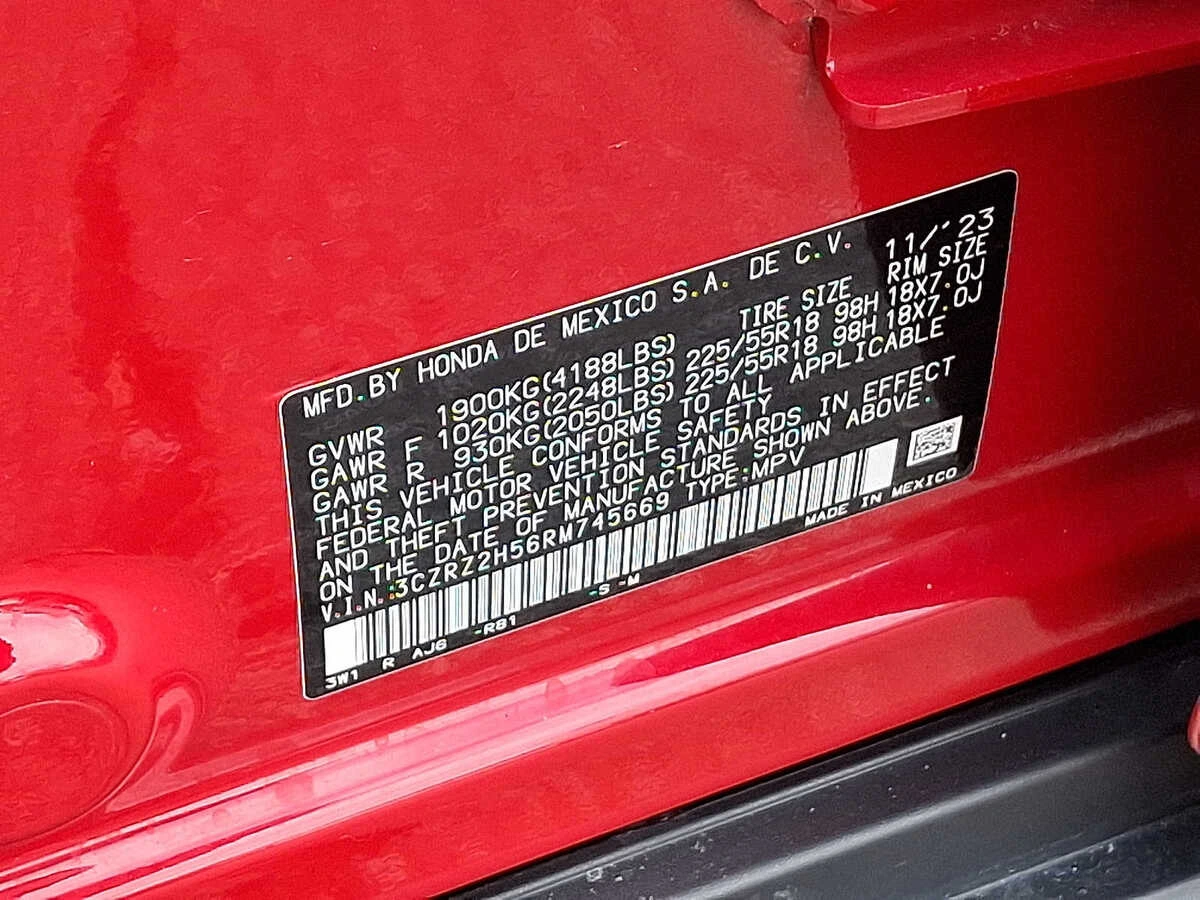 MFD.BY HONDA DE MEXICO S.A. DE C.V. 11/'23
TIRE SIZE RIM SIZE
GVWR 1900KG(4188LBS)
GAWR F 1020KG(2248LBS) 225/55R18 98H 18X7.0J
GAWR R 930KG(2050LBS) 225/55R18 98H 18X7.0J
THIS VEHICLE CONFORMS TO ALL APPLICABLE
FEDERAL MOTOR VEHICLE SAFETY
AND THEFT PREVENTION STANDARDS IN EFFECT
ON THE DATE OF MANUFACTURE SHOWN ABOVE.
V.I.N.:3CZRZ2H56RM745669 TYPE:MPV
3W1 R AJ6 -R81 -S -M MADE IN MEXICO